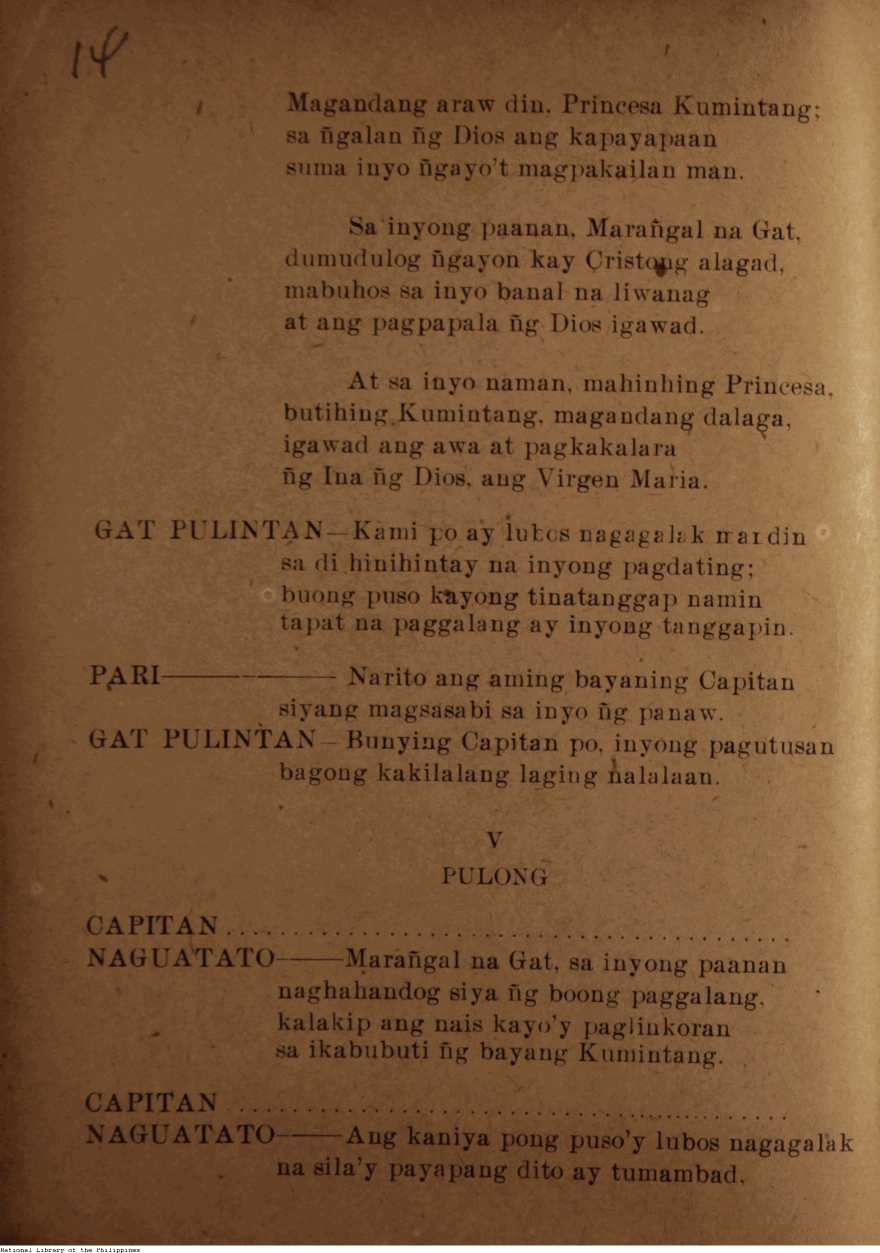 14
Magandang araw din, Princesa Kumintang;
sa ñgalan ñg Dios ang kapayapaan
suma inyo ñgayo't magpakailan man.
Sa inyong paanan, Marañgal na Gat,
dumudulog ñgayon kay Cristong alagad,
mabuhos sa inyo banal na liwanag
at ang pagpapala ñg Dios igawad.
At sa inyo naman, mahinhing Princesa,
butihing Kumintang, magandang dalaga,
igawad ang awa at pagkakalara
ñg Ina ñg Dios, ang Virgen Maria.
GAT PULINTAN—Kami po ay lubos nagagalak mardin
sa di hinihintay na inyong pagdating;
buong puso kayong tinatanggap namin
tapat na paggalang ay inyong tanggapin.
PARI——————— Narito ang aming bayaning Capitan
siyang magsasabi sa inyo ñg panaw.
GAT PULINTAN— Bunying Capitan po, inyong pagutusan
bagong kakilalang laging nalalaan.
V
PULONG
CAPITAN ..........................................
NAGUATATO———Marañgal na Gat, sa inyong paanan
naghahandog siya ñg boong paggalang,
kalakip ang nais kayo'y paglinkoran
sa ikabubuti ñg bayang Kumintang.
CAPITAN ..........................................
NAGUATATO———Ang kaniya pong puso'y lubos nagagalak
na sila'y payapang dito ay tumambad,
National Library of the Philippines